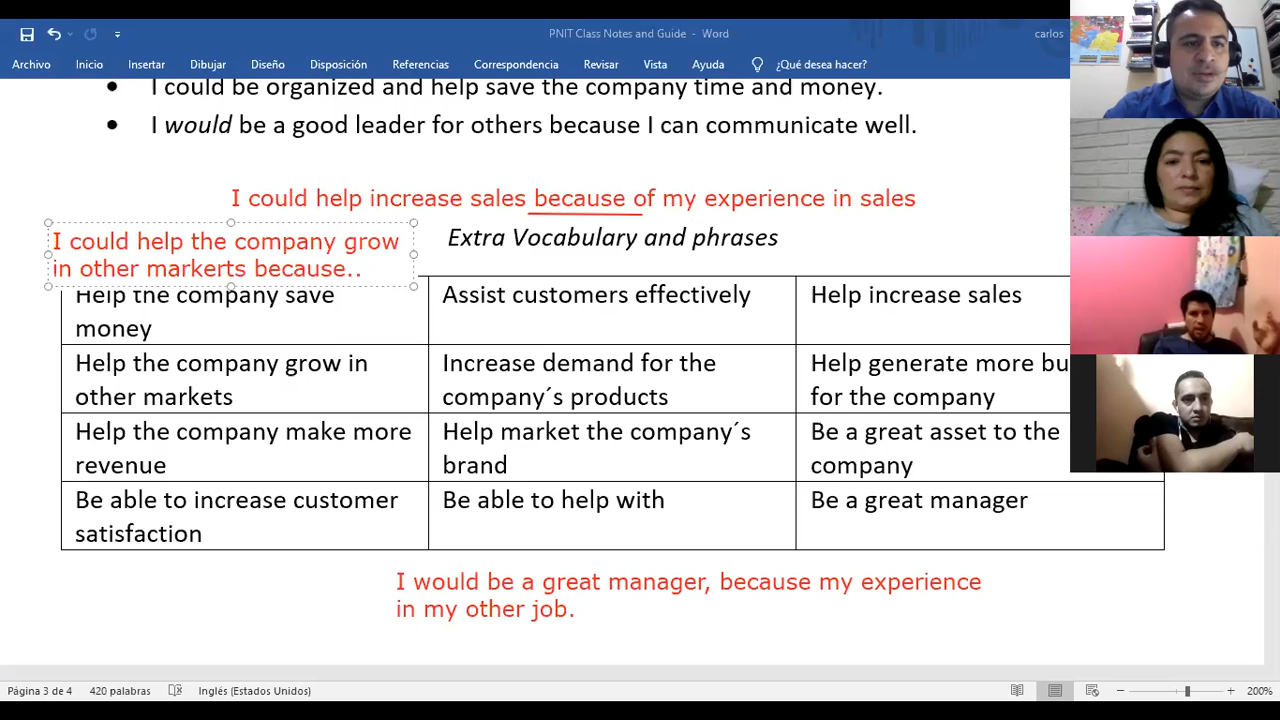 PNIT Class Notes and Guide - Word
carlos
Archivo Inicio Insertar Dibujar Diseño Disposición Referencias Correspondencia Revisar Vista Ayuda ¿Qué desea hacer?
• I could be organized and help save the company time and money.
• I would be a good leader for others because I can communicate well.
I could help increase sales because of my experience in sales
I could help the company grow
in other markerts because..
Extra Vocabulary and phrases
Help the company save
money
Assist customers effectively
Help increase sales
Help the company grow in
other markets
Increase demand for the
company´s products
Help generate more bu
for the company
Help the company make more
revenue
Help market the company´s
brand
Be a great asset to the
company
Be able to increase customer
satisfaction
Be able to help with
Be a great manager
I would be a great manager, because my experience
in my other job.
Página 3 de 4 420 palabras Inglés (Estados Unidos) 200%